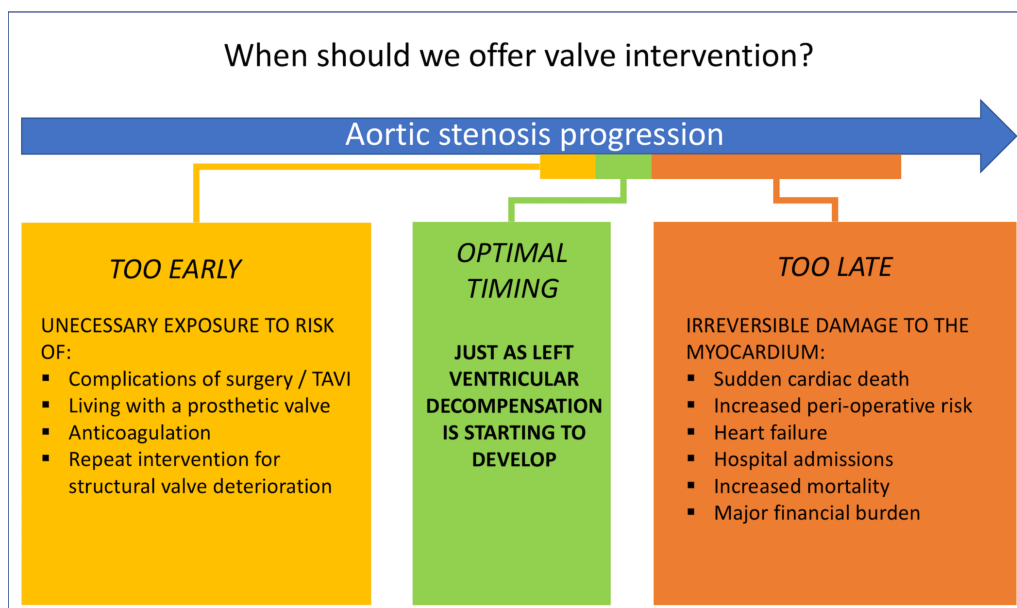 When should we offer valve intervention?
Aortic stenosis progression
TOO EARLY
UNECESSARY EXPOSURE TO RISK
OF:
▪ Complications of surgery / TAVI
▪ Living with a prosthetic valve
▪ Anticoagulation
▪ Repeat intervention for
structural valve deterioration
OPTIMAL
TIMING
JUST AS LEFT
VENTRICULAR
DECOMPENSATION
IS STARTING TO
DEVELOP
TOO LATE
IRREVERSIBLE DAMAGE TO THE
MYOCARDIUM:
▪ Sudden cardiac death
▪ Increased peri-operative risk
▪ Heart failure
▪ Hospital admissions
▪ Increased mortality
▪ Major financial burden